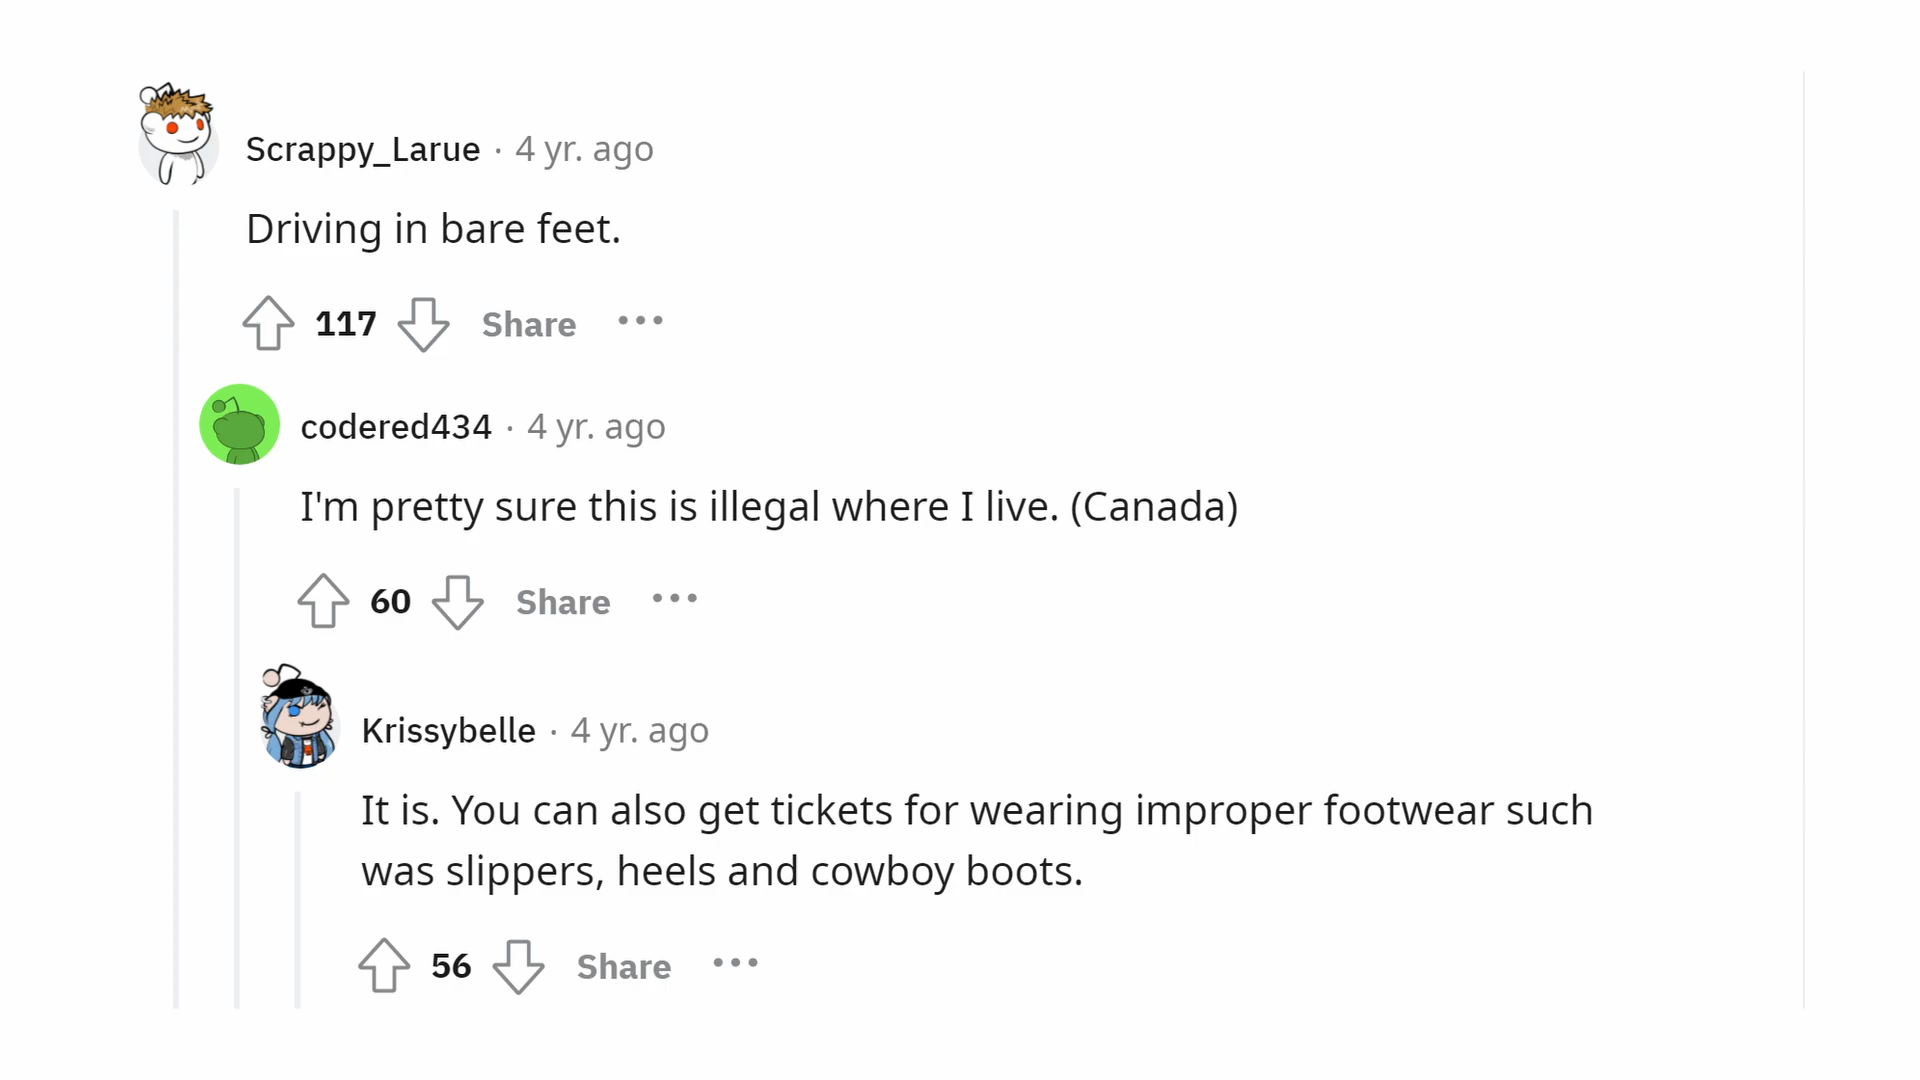 Scrappy_Larue · 4 yr. ago
Driving in bare feet.
117 Share ···
codered434 · 4 yr. ago
I'm pretty sure this is illegal where I live. (Canada)
60 Share ···
Krissybelle · 4 yr. ago
It is. You can also get tickets for wearing improper footwear such
was slippers, heels and cowboy boots.
56 Share ···